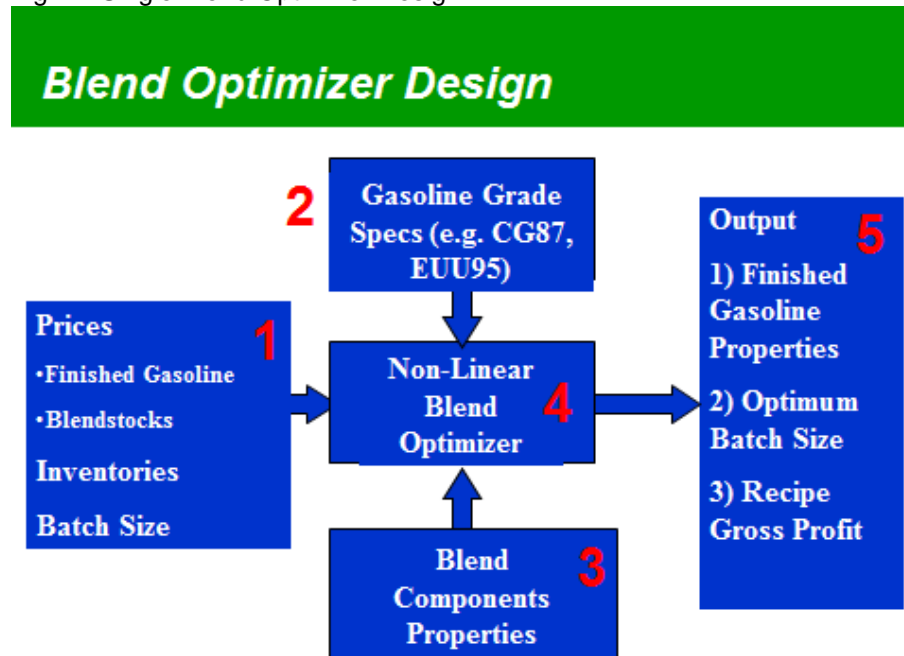 Blend Optimizer Design
2
Gasoline Grade
Specs (e.g. CG87,
EUU95)
Prices
1
•Finished Gasoline
•Blendstocks
Inventories
Batch Size
Non-Linear
Blend
Optimizer
4
Blend
Components
Properties
3
Output
5
1) Finished
Gasoline
Properties
2) Optimum
Batch Size
3) Recipe
Gross Profit